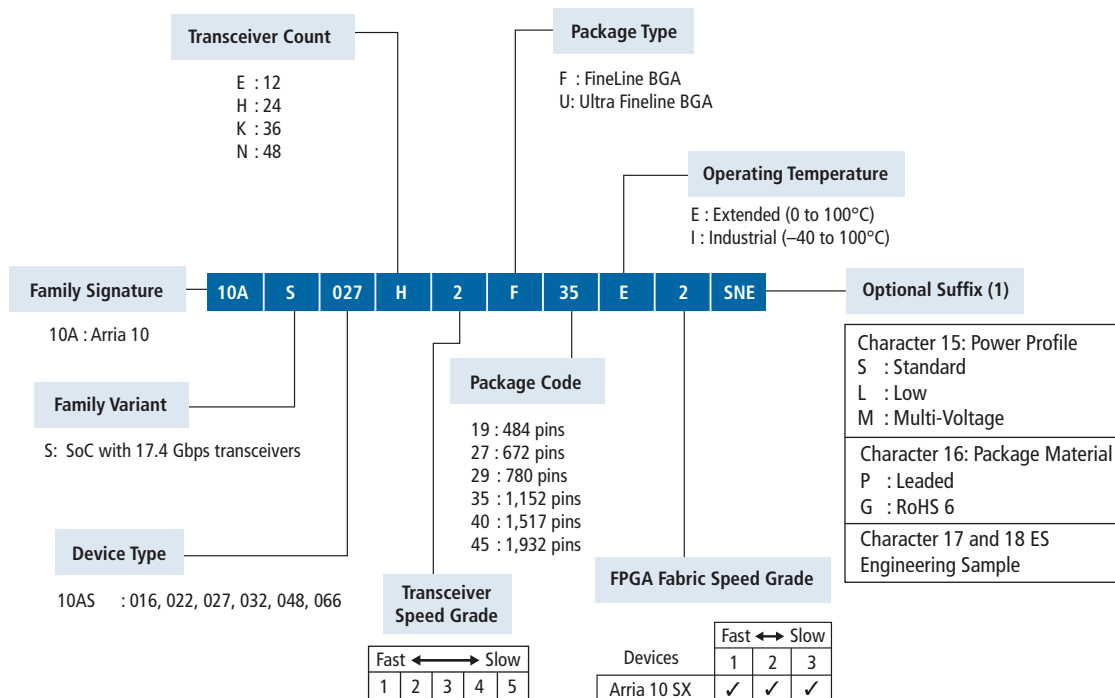 Transceiver Count
E : 12
H : 24
K : 36
N : 48
Package Type
F : FineLine BGA
U: Ultra Fineline BGA
Operating Temperature
E : Extended (0 to 100°C)
I : Industrial (–40 to 100°C)
Family Signature
10A : Arria 10
10A S 027 H 2 F 35 E 2 SNE
Optional Suffix (1)
Character 15: Power Profile
S : Standard
L : Low
M : Multi-Voltage
Character 16: Package Material
P : Leaded
G : RoHS 6
Character 17 and 18 ES
Engineering Sample
Family Variant
S: SoC with 17.4 Gbps transceivers
Package Code
19 : 484 pins
27 : 672 pins
29 : 780 pins
35 : 1,152 pins
40 : 1,517 pins
45 : 1,932 pins
Device Type
10AS : 016, 022, 027, 032, 048, 066
Transceiver
Speed Grade
Fast ⟷ Slow
1 2 3 4 5
FPGA Fabric Speed Grade
Fast ⟷ Slow
Devices 1 2 3
Arria 10 SX ✓ ✓ ✓